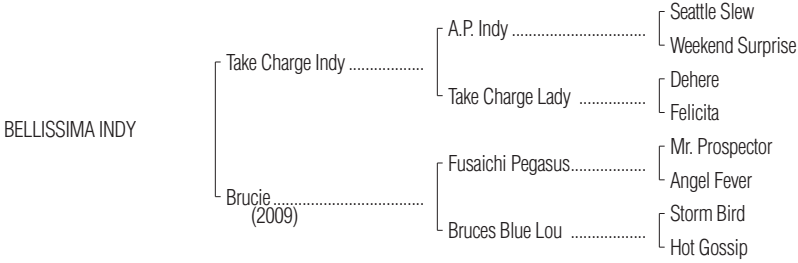 Seattle Slew
A.P. Indy ................................
Weekend Surprise
Take Charge Indy ..................
Dehere
Take Charge Lady ................
Felicita
BELLISSIMA INDY
Mr. Prospector
Fusaichi Pegasus..................
Angel Fever
Brucie ....................................
(2009)
Storm Bird
Bruces Blue Lou ..................
Hot Gossip